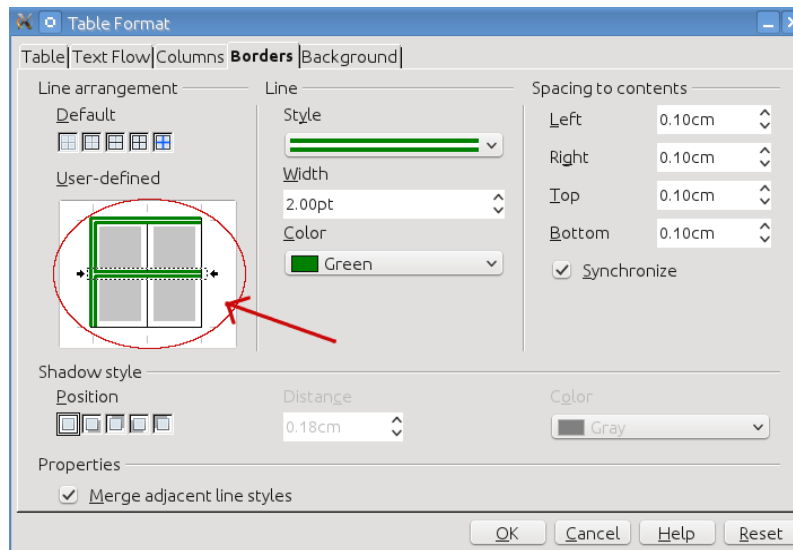 Table Format
Table Text Flow Columns Borders Background
Line arrangement
Default
User-defined
Line
Style
Width
2.00pt
Color
Green
Spacing to contents
Left 0.10cm
Right 0.10cm
Top 0.10cm
Bottom 0.10cm
Synchronize
Shadow style
Position
Distance
0.18cm
Color
Gray
Properties
Merge adjacent line styles
OK Cancel Help Reset